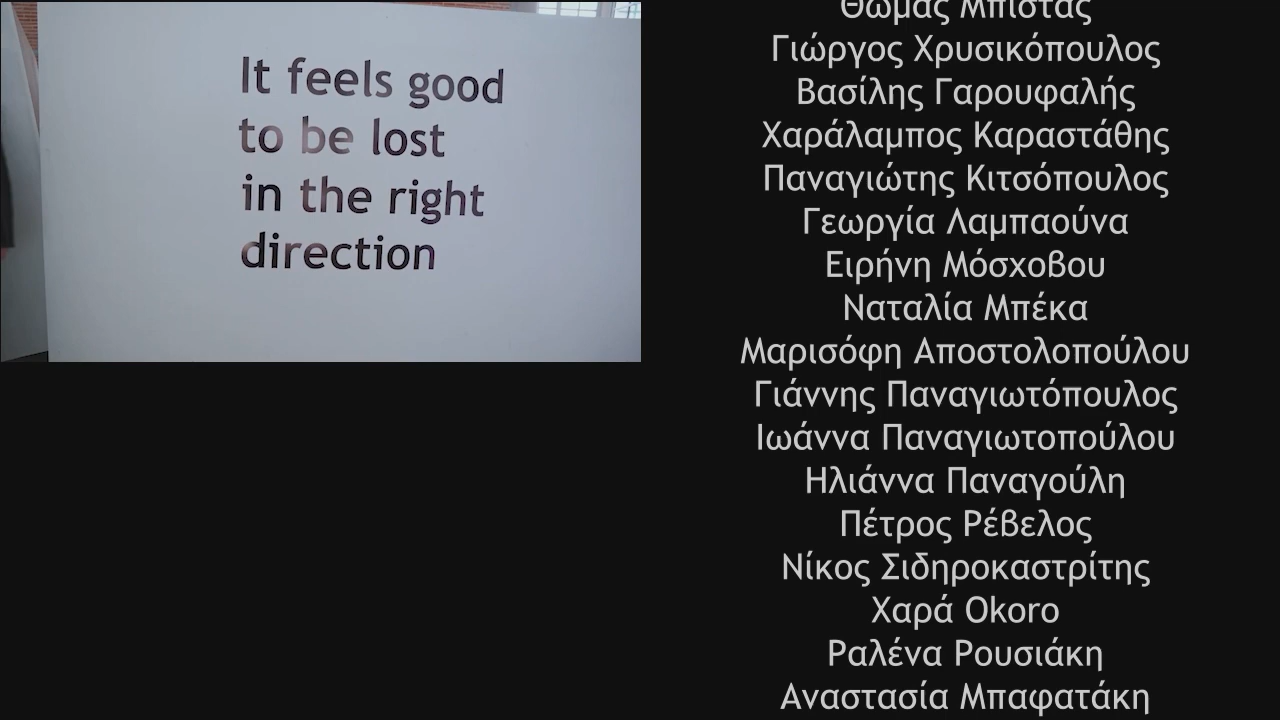 It feels good
to be lost
in the right
direction
Θωμάς Μπίστας
Γιώργος Χρυσικόπουλος
Βασίλης Γαρουφαλής
Χαράλαμπος Καραστάθης
Παναγιώτης Κιτσόπουλος
Γεωργία Λαμπαούνα
Ειρήνη Μόσχοβου
Ναταλία Μπέκα
Μαρισόφη Αποστολοπούλου
Γιάννης Παναγιωτόπουλος
Ιωάννα Παναγιωτοπούλου
Ηλιάννα Παναγούλη
Πέτρος Ρέβελος
Νίκος Σιδηροκαστρίτης
Χαρά Okoro
Ραλένα Ρουσιάκη
Αναστασία Μπαφατάκη